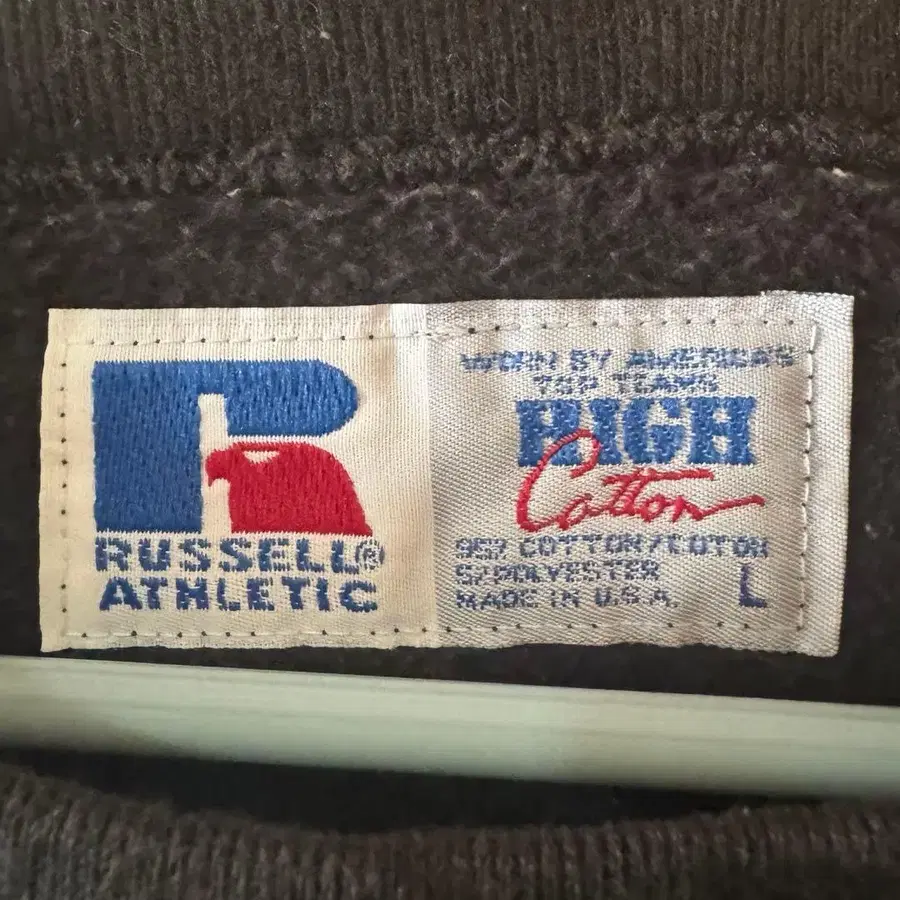 RUSSELL®
ATHLETIC
WORN BY AMERICA'S
TOP TEAMS
HIGH
Cotton
95% COTTON/COTON
5/POLYESTER
MADE IN U.S.A.
L